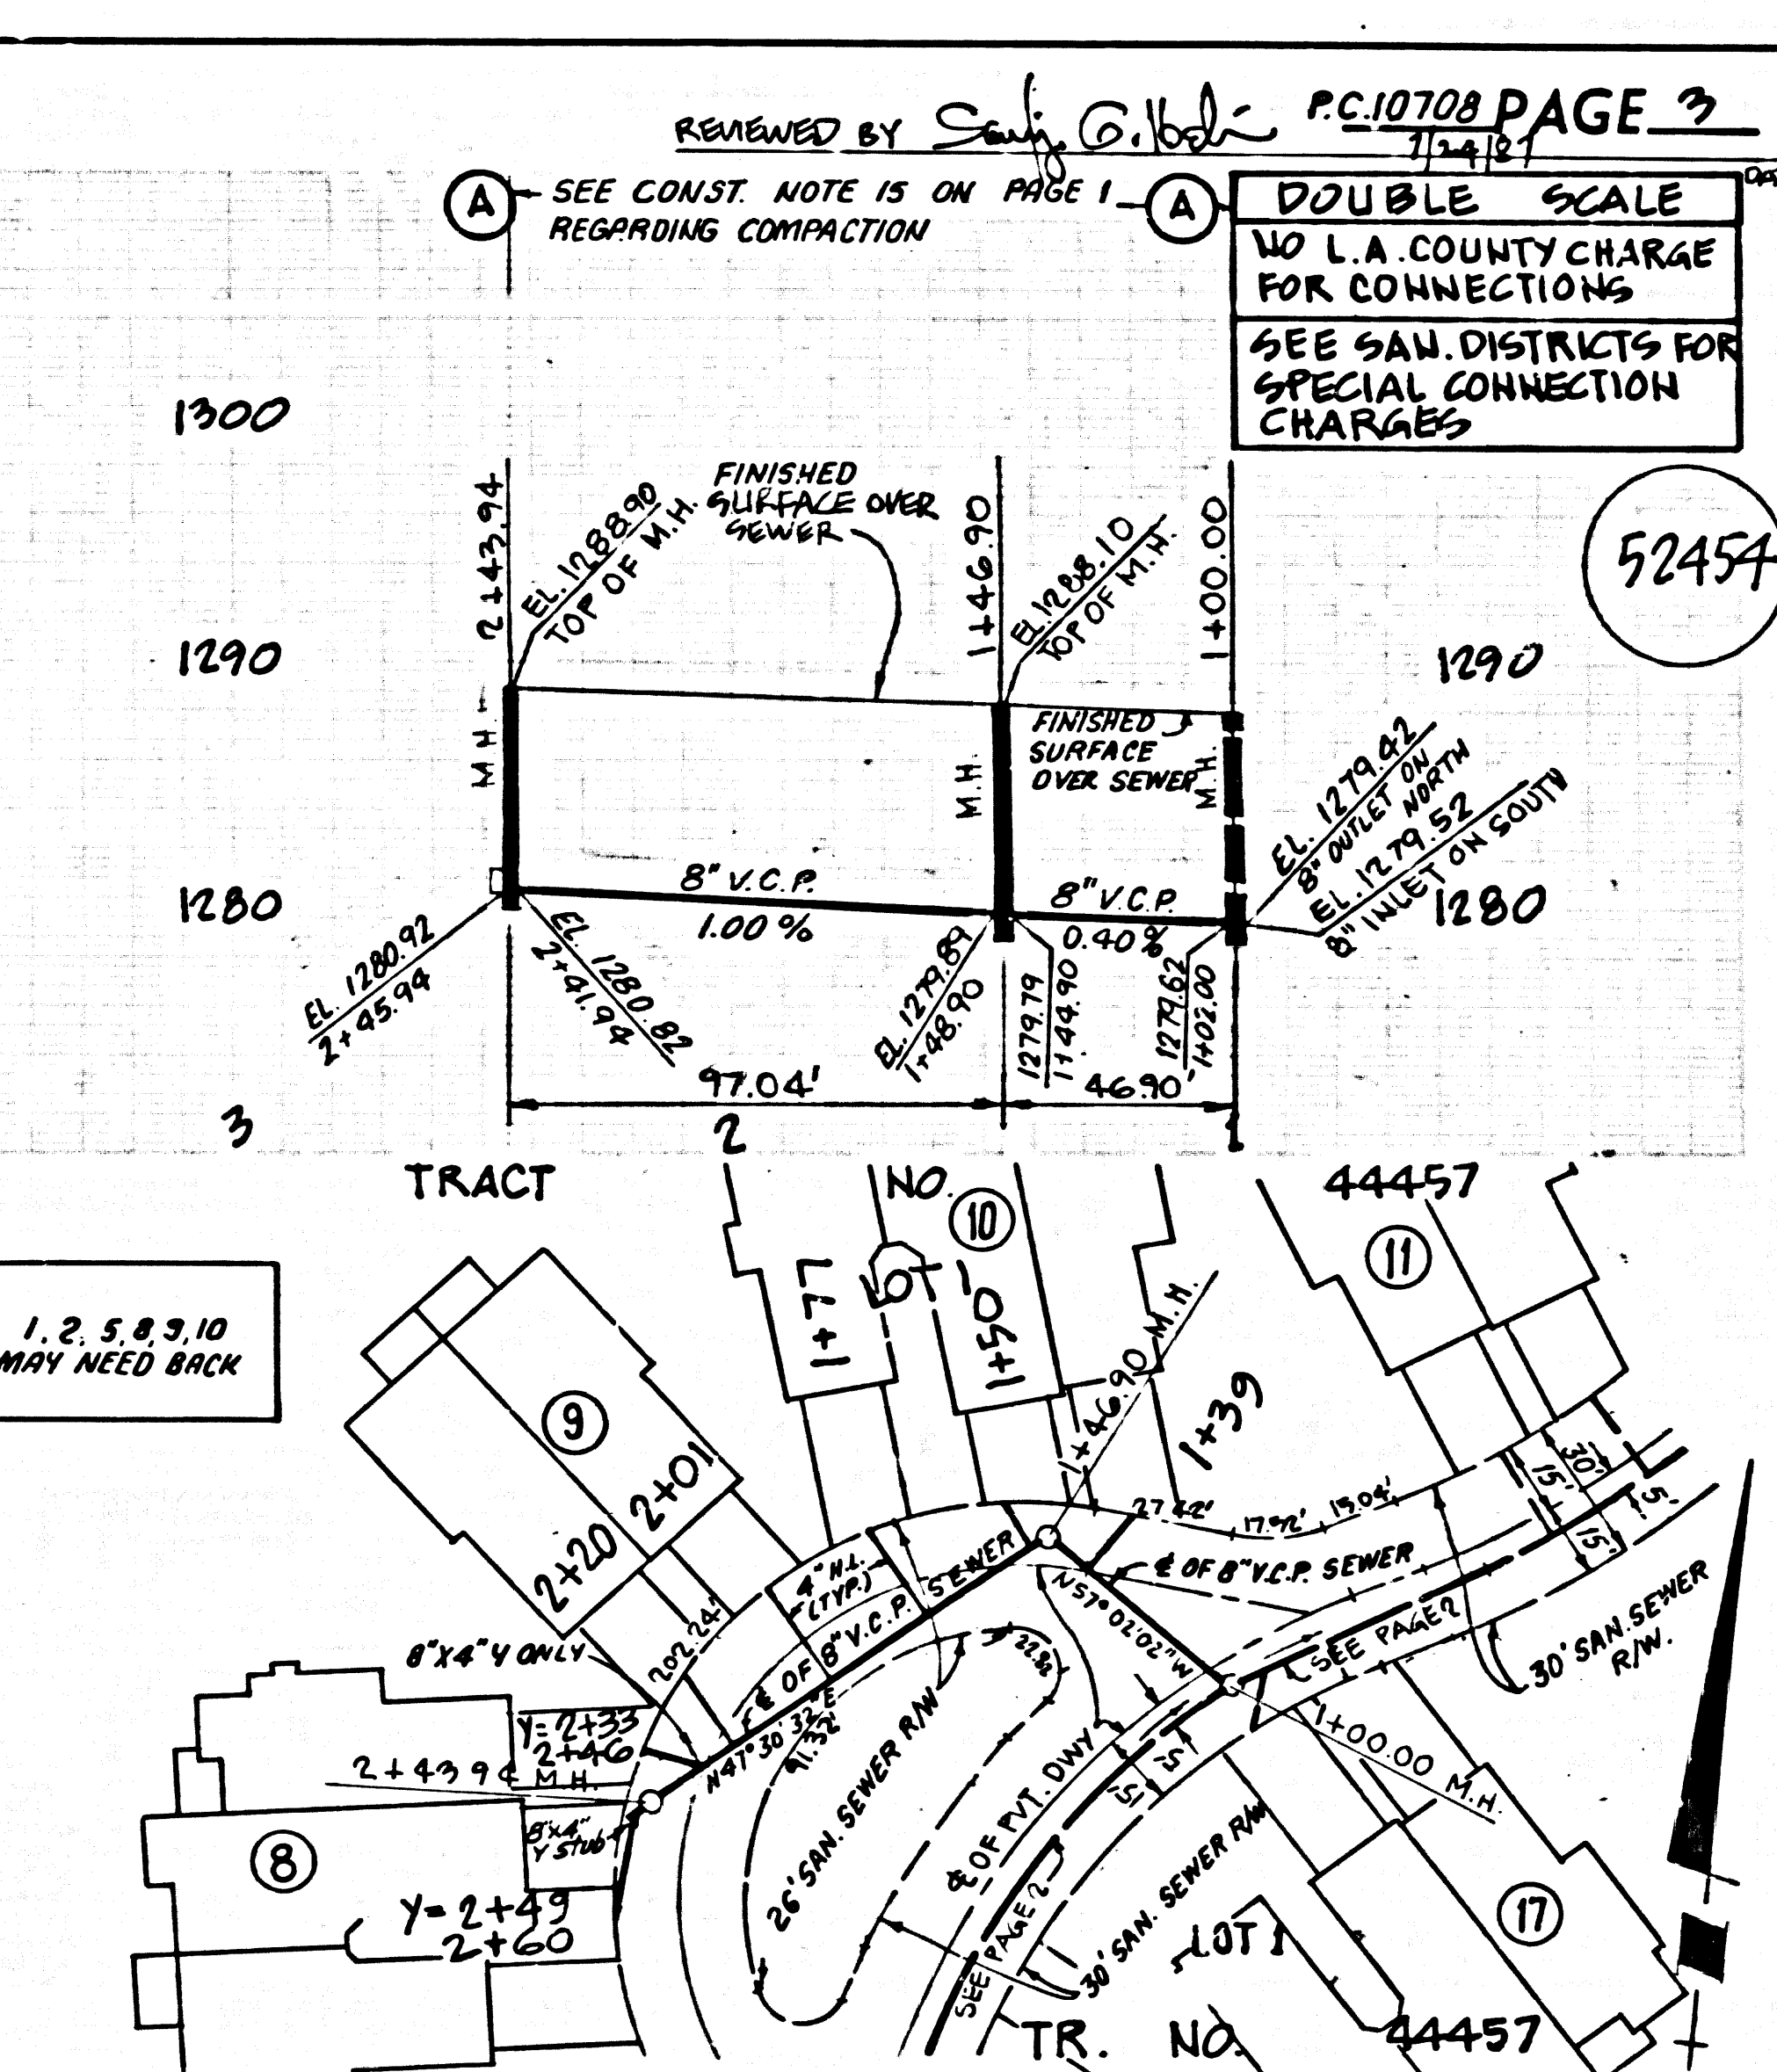 REVIEWED BY
P.C.10708 PAGE 3
A
SEE CONST. NOTE 15 ON PAGE 1
REGARDING COMPACTION
A
DOUBLE SCALE
NO L.A. COUNTY CHARGE
FOR CONNECTIONS
SEE SAN. DISTRICTS FOR
SPECIAL CONNECTION
CHARGES
1300
52454
2+43.94
EL. 1288.90
TOP OF M.H.
FINISHED
SURFACE OVER
SEWER
1+46.90
EL. 1288.10
TOP OF M.H.
1+00.00
1290
1290
M.H.
M.H.
FINISHED
SURFACE
OVER SEWER
M.H.
EL. 1279.42
8" OUTLET ON
NORTH
EL. 1279.52
8" INLET ON SOUTH
1280
8" V.C.P.
1.00 %
8" V.C.P.
0.40 %
1280
EL. 1280.92
2+45.94
EL. 1280.82
2+41.94
EL. 1279.89
1+48.90
1279.79
1+44.90
1279.62
1+02.00
97.04'
46.90'
3
2
TRACT NO. 44457
10
11
LOT 1
1+77
1+50
1+46.90 M.H.
1+39
1, 2, 5, 8, 9, 10
MAY NEED BACK
9
2+01
2+20
27.42'
17.92'
13.04'
30'
15'
5'
15'
4" H.L.
(TYP.)
℄ OF 8" V.C.P. SEWER
℄ OF 8" V.C.P. SEWER
N57°02'02"W
SEE PAGE 2
30' SAN. SEWER
R/W.
8"X4" Y ONLY
202.24'
Y= 2+33
2+46
2+43 94 M.H.
N47°30'32"E
91.32'
26' SAN. SEWER R/W
℄ OF PVT. DWY
5'
15'
1+00.00 M.H.
8"x4"
Y Stub
8
Y= 2+49
2+60
SEE PAGE 2
30' SAN. SEWER R/W
LOT 1
17
TR. NO. 44457